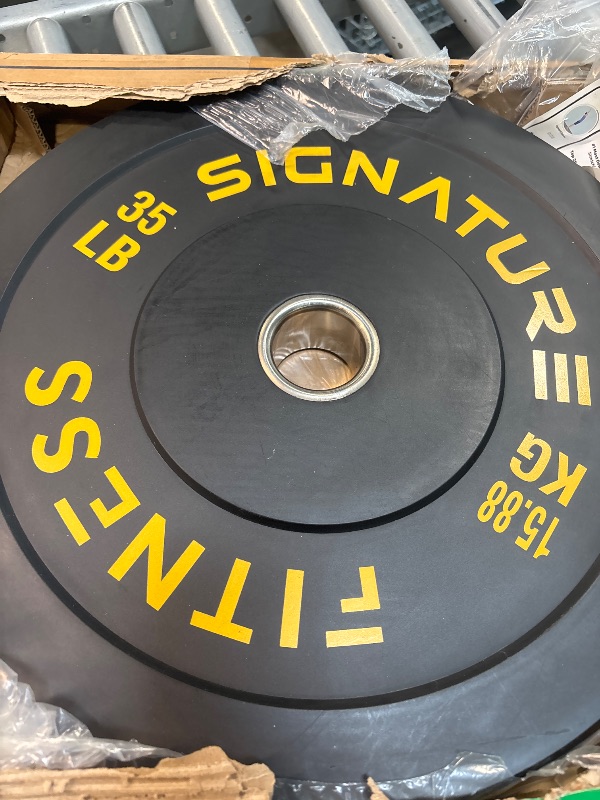 SIGNATURE
35
LB
15.88
KG
FITNESS